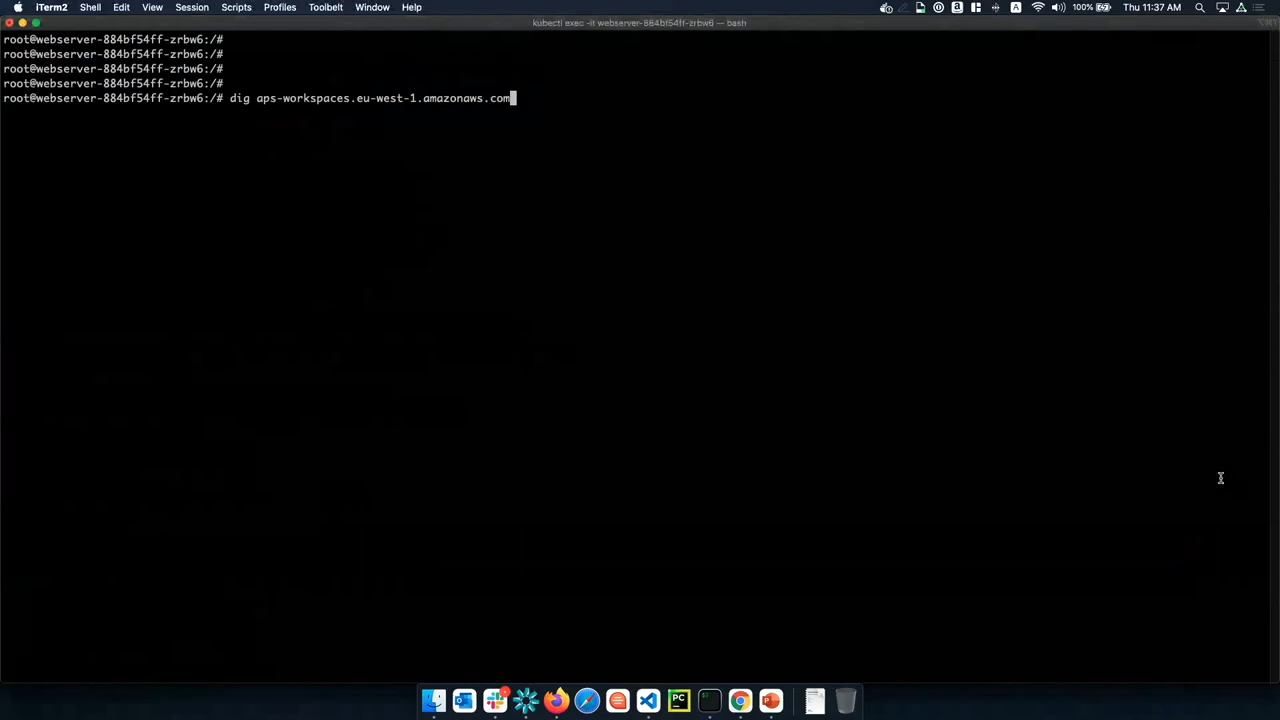 iTerm2 Shell Edit View Session Scripts Profiles Toolbelt Window Help
100% Thu 11:37 AM
kubectl exec -it webserver-884bf54ff-zrbw6 — bash
root@webserver-884bf54ff-zrbw6:/#
root@webserver-884bf54ff-zrbw6:/#
root@webserver-884bf54ff-zrbw6:/#
root@webserver-884bf54ff-zrbw6:/#
root@webserver-884bf54ff-zrbw6:/# dig aps-workspaces.eu-west-1.amazonaws.com